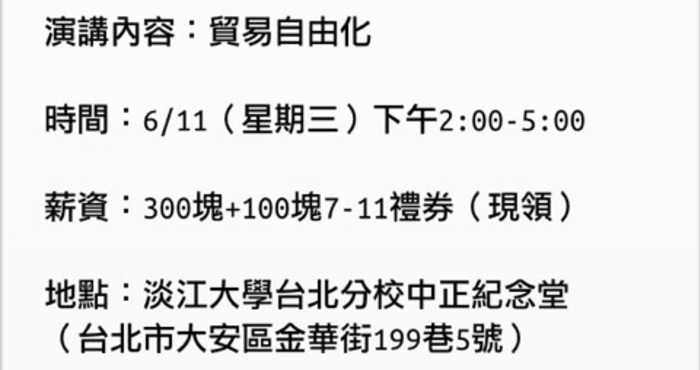 演講內容：貿易自由化
時間：6/11（星期三）下午2:00-5:00
薪資：300塊+100塊7-11禮券（現領）
地點：淡江大學台北分校中正紀念堂
（台北市大安區金華街199巷5號）